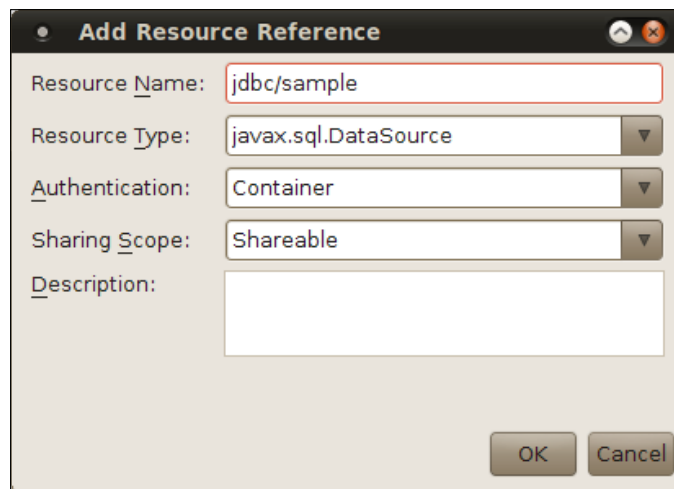 Add Resource Reference
Resource Name: jdbc/sample
Resource Type: javax.sql.DataSource
Authentication: Container
Sharing Scope: Shareable
Description:
OK Cancel